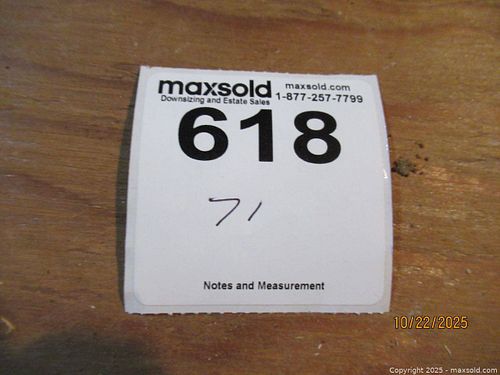 maxsold maxsold.com
Downsizing and Estate Sales 1-877-257-7799
618
71
Notes and Measurement
10/22/2025
Copyright 2025 - maxsold.com